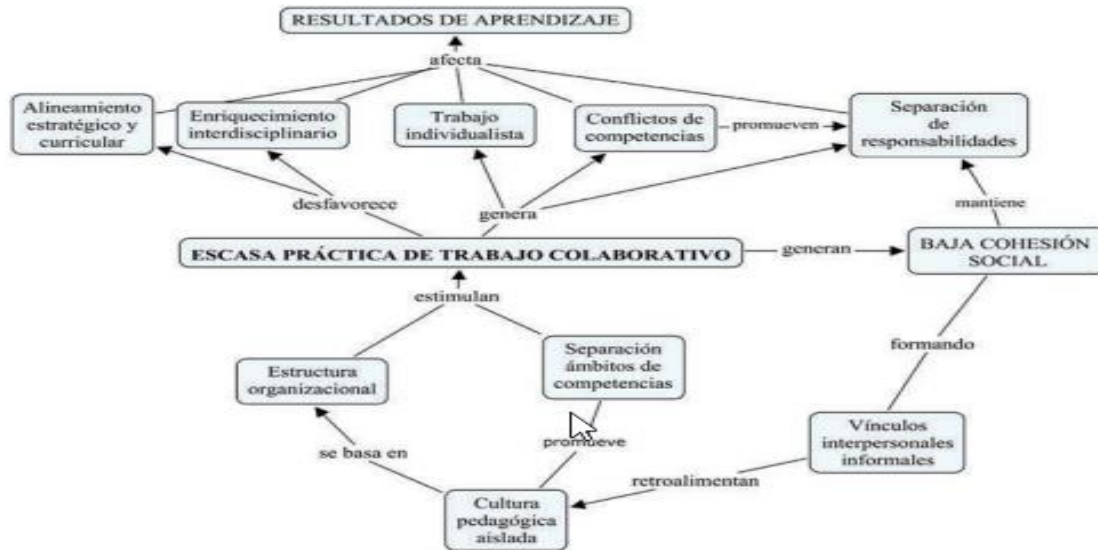 RESULTADOS DE APRENDIZAJE
afecta
Alineamiento
estratégico y
curricular
Enriquecimiento
interdisciplinario
Trabajo
individualista
Conflictos de
competencias
promueven
Separación
de
responsabilidades
desfavorece
genera
mantiene
ESCASA PRÁCTICA DE TRABAJO COLABORATIVO
generan
BAJA COHESIÓN
SOCIAL
estimulan
Estructura
organizacional
Separación
ámbitos de
competencias
formando
se basa en
promueve
Vínculos
interpersonales
informales
retroalimentan
Cultura
pedagógica
aislada